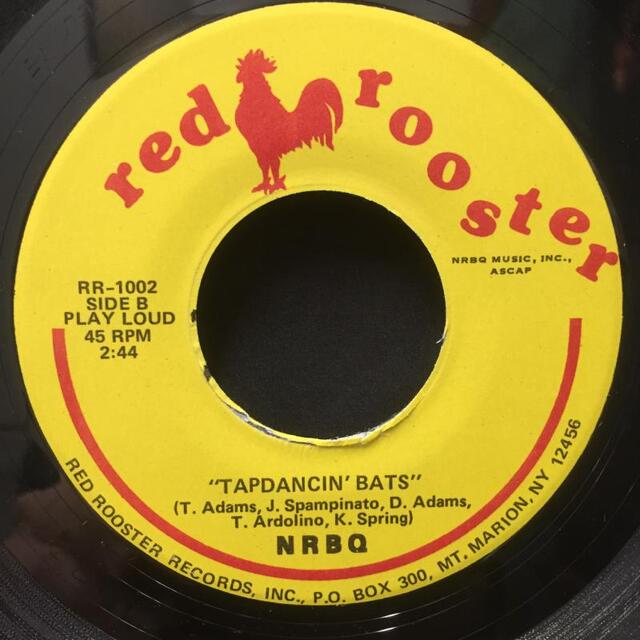 red rooster
NRBQ MUSIC, INC.,
ASCAP
RR-1002
SIDE B
PLAY LOUD
45 RPM
2:44
"TAPDANCIN' BATS"
(T. Adams, J. Spampinato, D. Adams,
T. Ardolino, K. Spring)
NRBQ
RED ROOSTER RECORDS, INC., P.O. BOX 300, MT. MARION, NY 12456